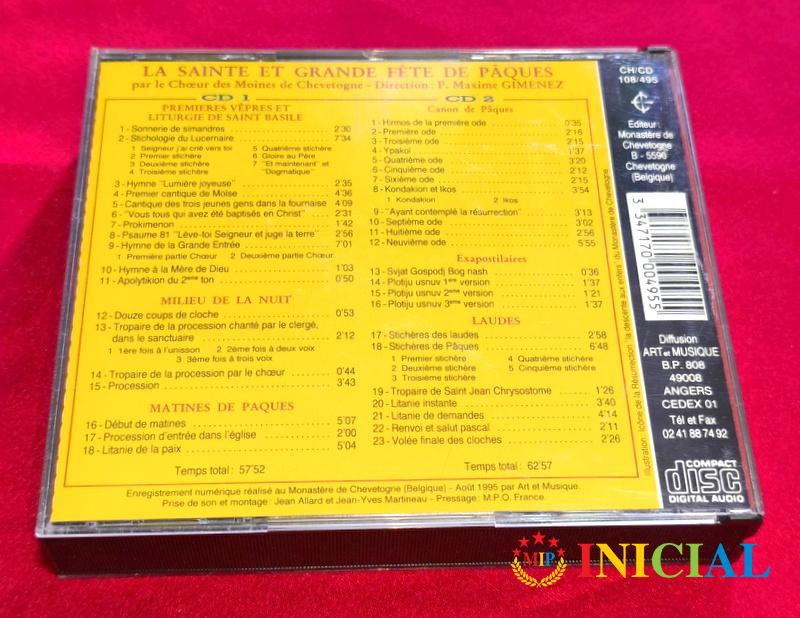 LA SAINTE ET GRANDE FÊTE DE PÂQUES
par le Chœur des Moines de Chevetogne - Direction : P. Maxime GIMENEZ
CD 1
PREMIERES VÊPRES ET
LITURGIE DE SAINT BASILE
1 - Sonnerie de simandres 2'30
2 - Stichologie du Lucernaire 7'34
1 Seigneur j'ai crié vers toi
2 Premier stichère
3 Deuxième stichère
4 Troisième stichère
5 Quatrième stichère
6 Gloire au Père
7 "Et maintenant" et
"Dogmatique"
3 - Hymne "Lumière joyeuse" 2'35
4 - Premier cantique de Moïse 4'36
5 - Cantique des trois jeunes gens dans la fournaise 4'09
6 - "Vous tous qui avez été baptisés en Christ" 2'31
7 - Prokimenon 1'42
8 - Psaume 81 "Lève-toi Seigneur et juge la terre" 2'56
9 - Hymne de la Grande Entrée 7'01
1 Première partie Chœur 2 Deuxième partie Chœur
10 - Hymne à la Mère de Dieu 1'03
11 - Apolytikion du 2ème ton 0'50
MILIEU DE LA NUIT
12 - Douze coups de cloche 0'53
13 - Tropaire de la procession chanté par le clergé,
dans le sanctuaire 2'12
1 1ère fois à l'unisson 2 2ème fois à deux voix
3 3ème fois à trois voix
14 - Tropaire de la procession par le chœur 0'44
15 - Procession 3'43
MATINES DE PAQUES
16 - Début de matines 5'07
17 - Procession d'entrée dans l'église 2'00
18 - Litanie de la paix 5'04
Temps total : 57'52
CD 2
Canon de Pâques
1 - Hirmos de la première ode 0'35
2 - Première ode 2'16
3 - Troisième ode 2'15
4 - Ypakoï 1'37
5 - Quatrième ode 3'20
6 - Cinquième ode 2'12
7 - Sixième ode 2'15
8 - Kondakion et Ikos 3'54
1 Kondakion 2 Ikos
9 - "Ayant contemplé la résurrection" 3'13
10 - Septième ode 3'02
11 - Huitième ode 2'56
12 - Neuvième ode 5'55
Exapostilaires
13 - Svjat Gospodj Bog nash 0'36
14 - Plotiju usnuv 1ère version 1'37
15 - Plotiju usnuv 2ème version 1'21
16 - Plotiju usnuv 3ème version 1'37
LAUDES
17 - Stichères des laudes 2'58
18 - Stichères de Pâques 6'48
1 Premier stichère
2 Deuxième stichère
3 Troisième stichère
4 Quatrième stichère
5 Cinquième stichère
19 - Tropaire de Saint Jean Chrysostome 1'26
20 - Litanie instante 3'40
21 - Litanie de demandes 4'14
22 - Renvoi et salut pascal 2'11
23 - Volée finale des cloches 2'26
Temps total : 62'57
Enregistrement numérique réalisé au Monastère de Chevetogne (Belgique) - Août 1995 par Art et Musique.
Prise de son et montage : Jean Allard et Jean-Yves Martineau - Pressage : M.P.O. France.
Illustration : Icône de la Résurrection, "la descente aux enfers", du Monastère de Chevetogne.
CH/CD
108/495
Editeur :
Monastère de
Chevetogne
B - 5590
Chevetogne
(Belgique)
3 347170 004955
Diffusion
ART et MUSIQUE
B.P. 808
49008
ANGERS
CEDEX 01
Tél et Fax
02 41 88 74 92
COMPACT
disc
DIGITAL AUDIO
MIP
INICIAL